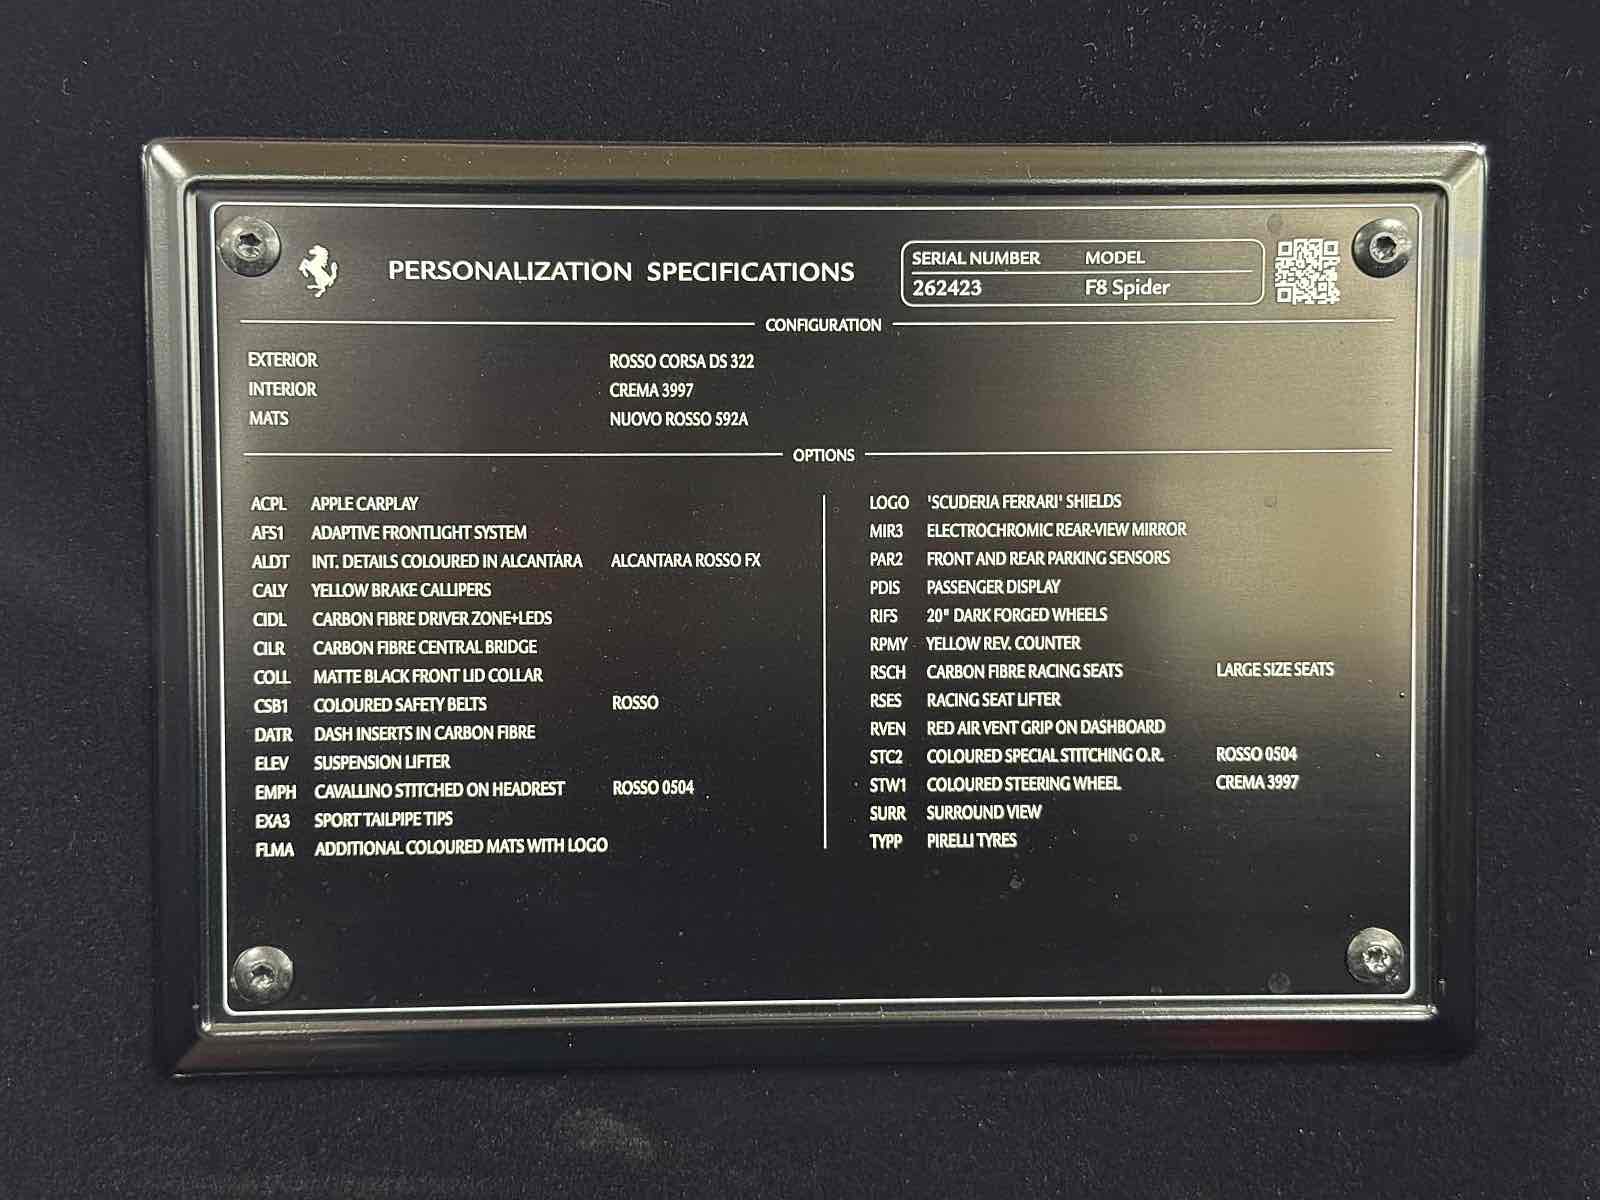 PERSONALIZATION SPECIFICATIONS
SERIAL NUMBER MODEL
262423 F8 Spider
CONFIGURATION
EXTERIOR ROSSO CORSA DS 322
INTERIOR CREMA 3997
MATS NUOVO ROSSO 592A
OPTIONS
ACPL APPLE CARPLAY
AFS1 ADAPTIVE FRONTLIGHT SYSTEM
ALDT INT. DETAILS COLOURED IN ALCANTARA ALCANTARA ROSSO FX
CALY YELLOW BRAKE CALLIPERS
CIDL CARBON FIBRE DRIVER ZONE+LEDS
CILR CARBON FIBRE CENTRAL BRIDGE
COLL MATTE BLACK FRONT LID COLLAR
CSB1 COLOURED SAFETY BELTS ROSSO
DATR DASH INSERTS IN CARBON FIBRE
ELEV SUSPENSION LIFTER
EMPH CAVALLINO STITCHED ON HEADREST ROSSO 0504
EXA3 SPORT TAILPIPE TIPS
FLMA ADDITIONAL COLOURED MATS WITH LOGO
LOGO 'SCUDERIA FERRARI' SHIELDS
MIR3 ELECTROCHROMIC REAR-VIEW MIRROR
PAR2 FRONT AND REAR PARKING SENSORS
PDIS PASSENGER DISPLAY
RIFS 20" DARK FORGED WHEELS
RPMY YELLOW REV. COUNTER
RSCH CARBON FIBRE RACING SEATS LARGE SIZE SEATS
RSES RACING SEAT LIFTER
RVEN RED AIR VENT GRIP ON DASHBOARD
STC2 COLOURED SPECIAL STITCHING O.R. ROSSO 0504
STW1 COLOURED STEERING WHEEL CREMA 3997
SURR SURROUND VIEW
TYPP PIRELLI TYRES